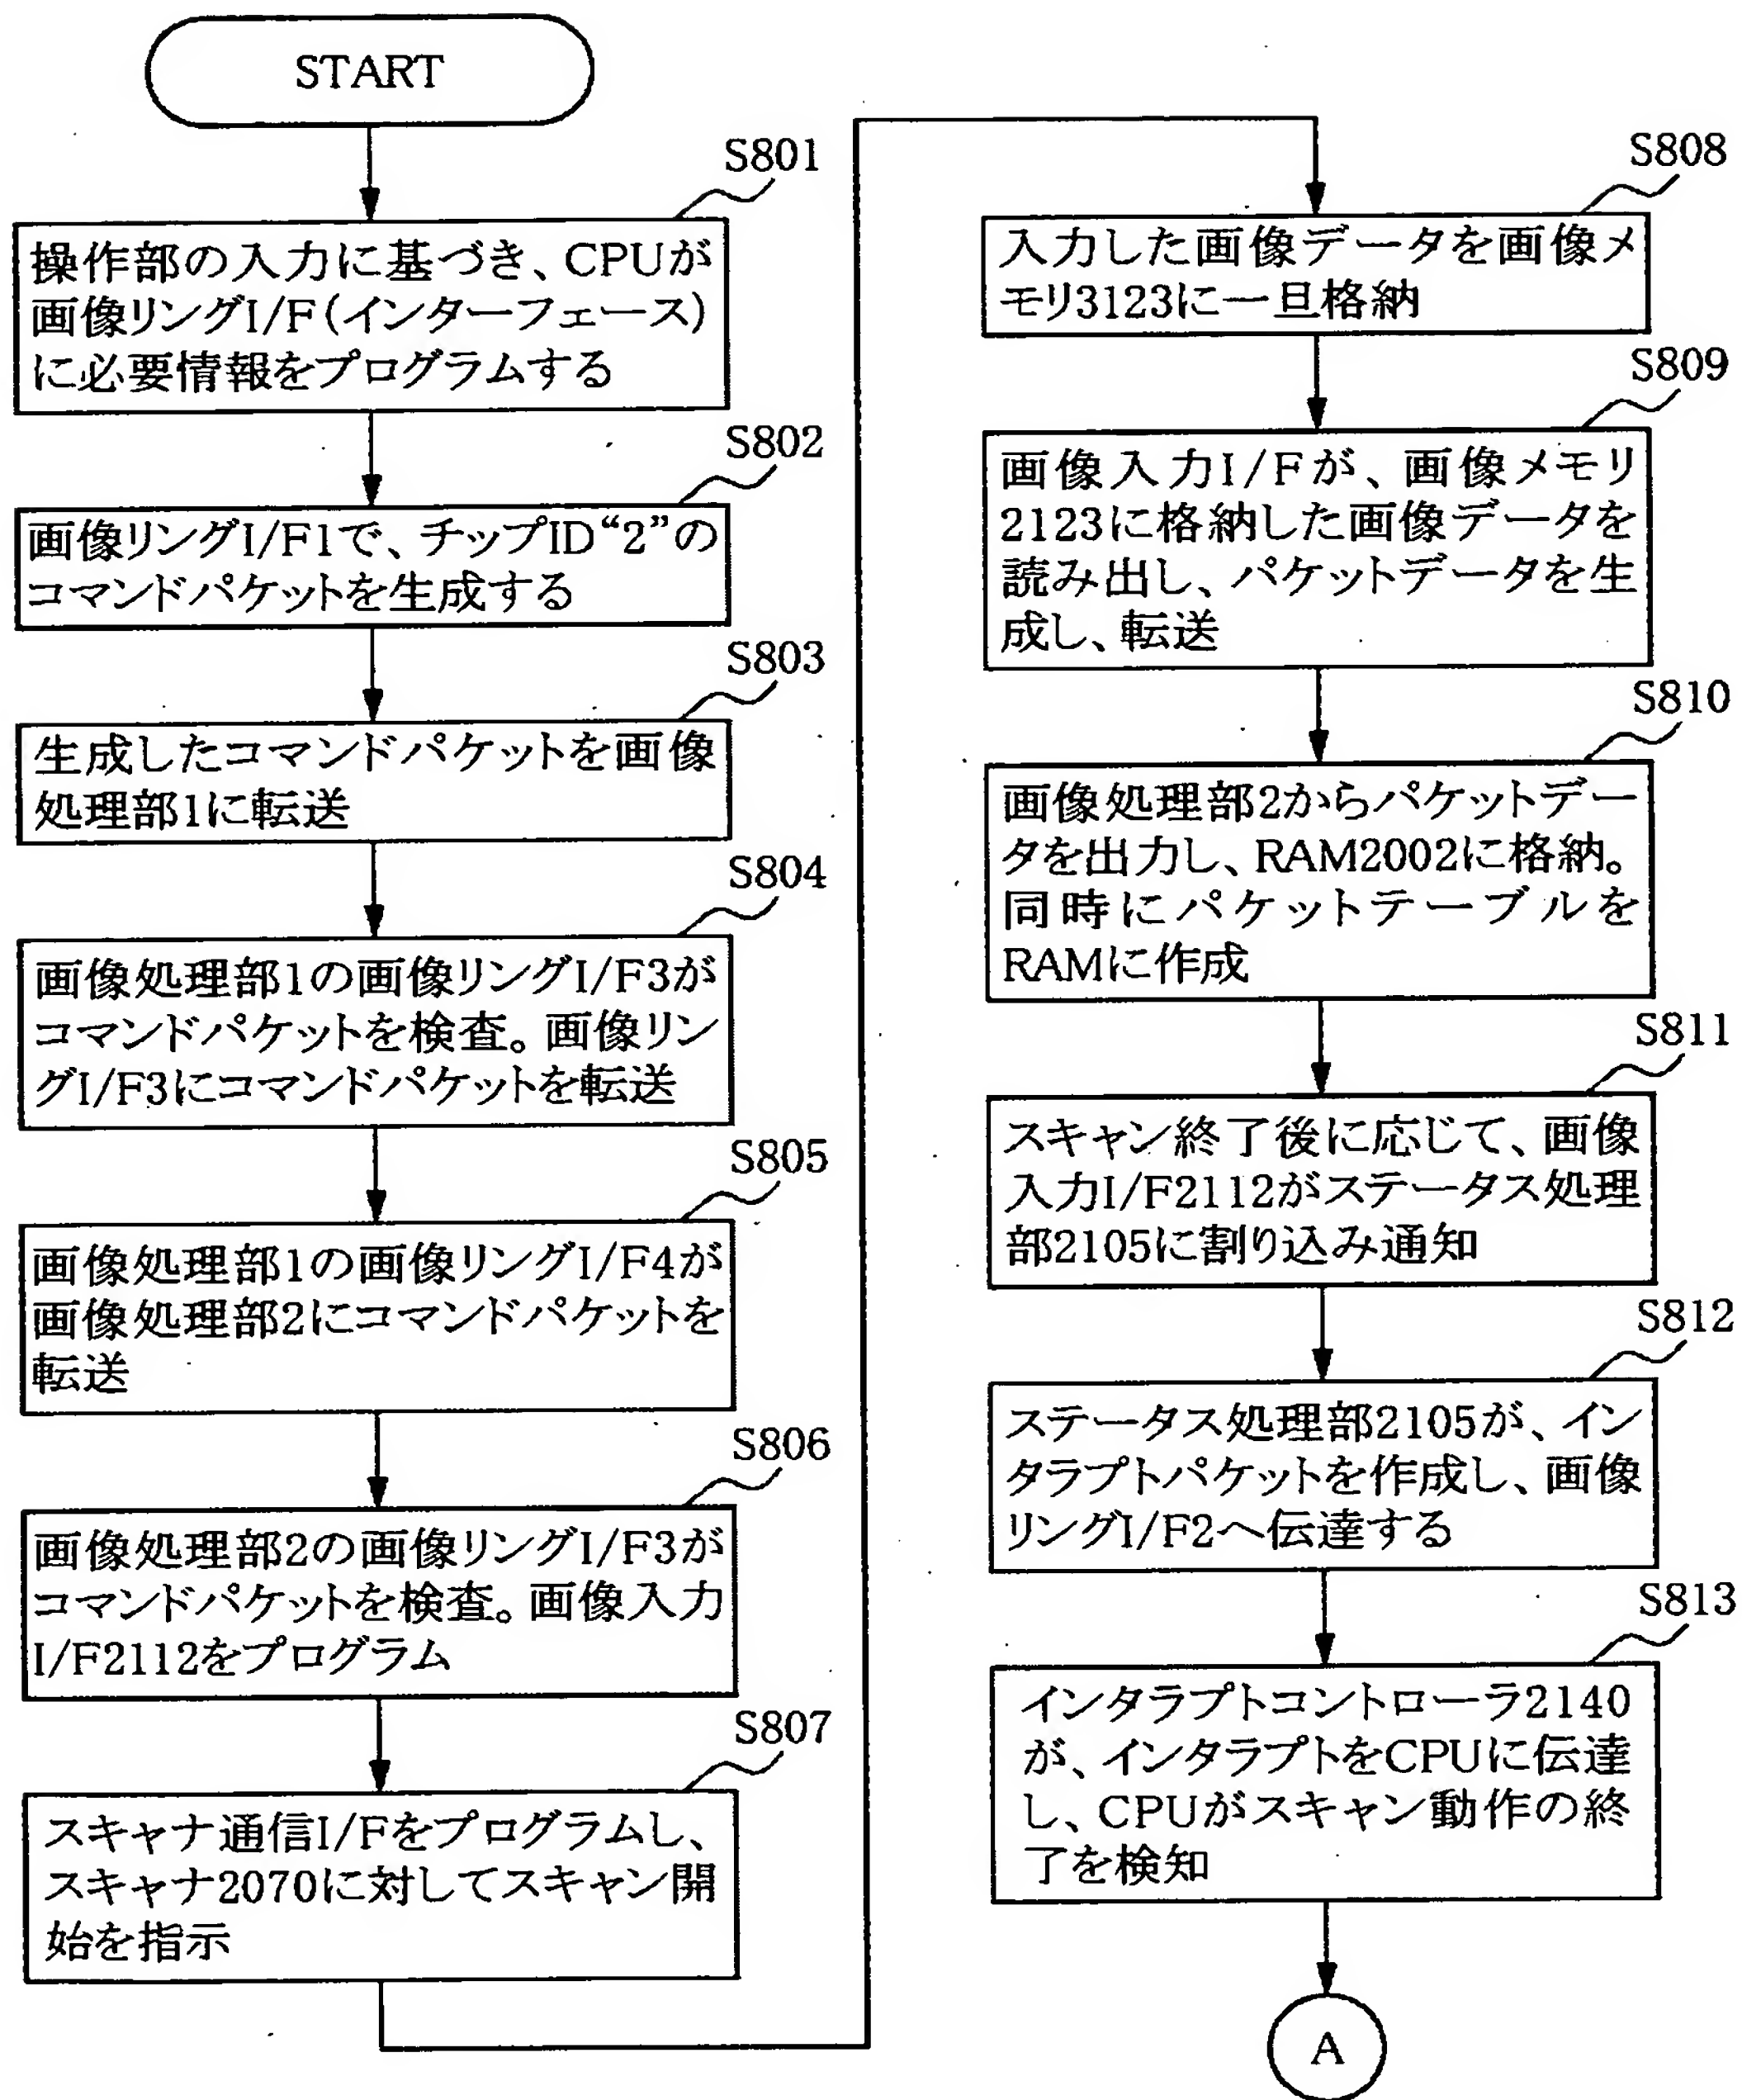 START
S801
操作部の入力に基づき、CPUが
画像リングI/F(インターフェース)
に必要情報をプログラムする
S802
画像リングI/F1で、チップID“2”の
コマンドパケットを生成する
S803
生成したコマンドパケットを画像
処理部1に転送
S804
画像処理部1の画像リングI/F3が
コマンドパケットを検査。画像リン
グI/F3にコマンドパケットを転送
S805
画像処理部1の画像リングI/F4が
画像処理部2にコマンドパケットを
転送
S806
画像処理部2の画像リングI/F3が
コマンドパケットを検査。画像入力
I/F2112をプログラム
S807
スキャナ通信I/Fをプログラムし、
スキャナ2070に対してスキャン開
始を指示
S808
入力した画像データを画像メ
モリ3123に一旦格納
S809
画像入力I/Fが、画像メモリ
2123に格納した画像データを
読み出し、パケットデータを生
成し、転送
S810
画像処理部2からパケットデー
タを出力し、RAM2002に格納。
同時にパケットテーブルを
RAMに作成
S811
スキャン終了後に応じて、画像
入力I/F2112がステータス処理
部2105に割り込み通知
S812
ステータス処理部2105が、イン
タラプトパケットを作成し、画像
リングI/F2へ伝達する
S813
インタラプトコントローラ2140
が、インタラプトをCPUに伝達
し、CPUがスキャン動作の終
了を検知
A